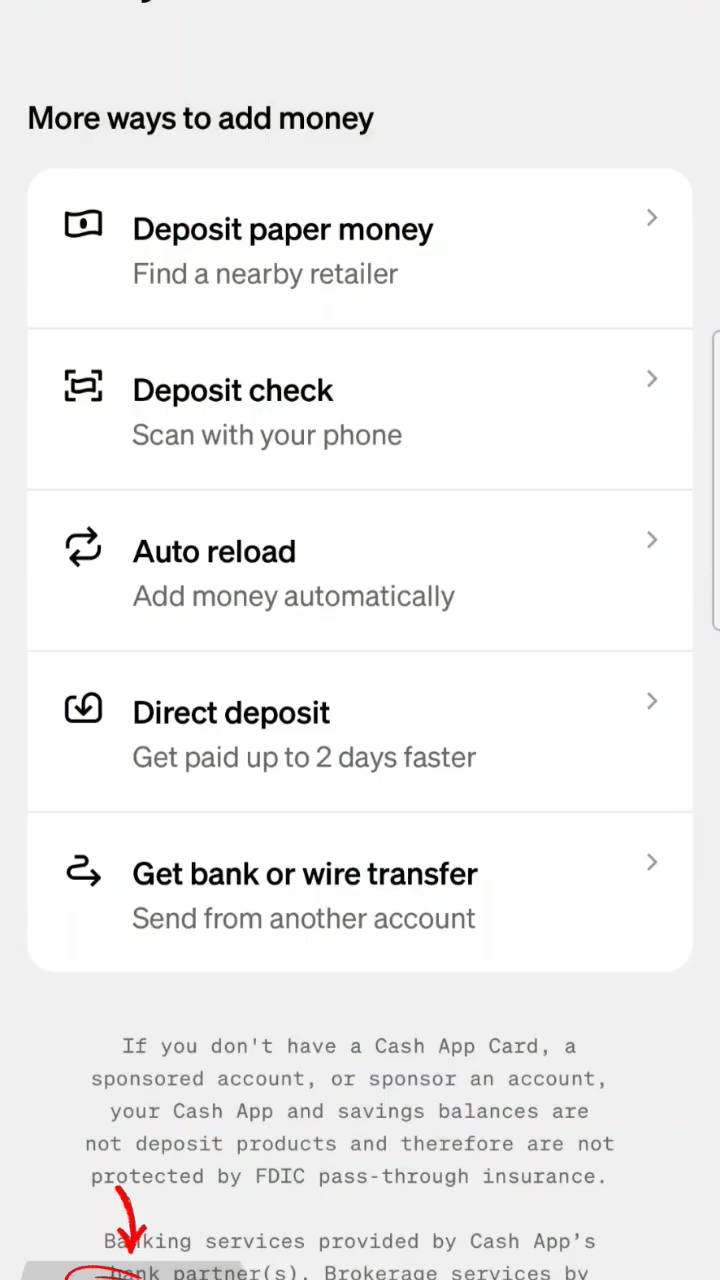 More ways to add money
Deposit paper money
Find a nearby retailer
Deposit check
Scan with your phone
Auto reload
Add money automatically
Direct deposit
Get paid up to 2 days faster
Get bank or wire transfer
Send from another account
If you don't have a Cash App Card, a
sponsored account, or sponsor an account,
your Cash App and savings balances are
not deposit products and therefore are not
protected by FDIC pass-through insurance.
Banking services provided by Cash App’s
bank partner(s). Brokerage services by